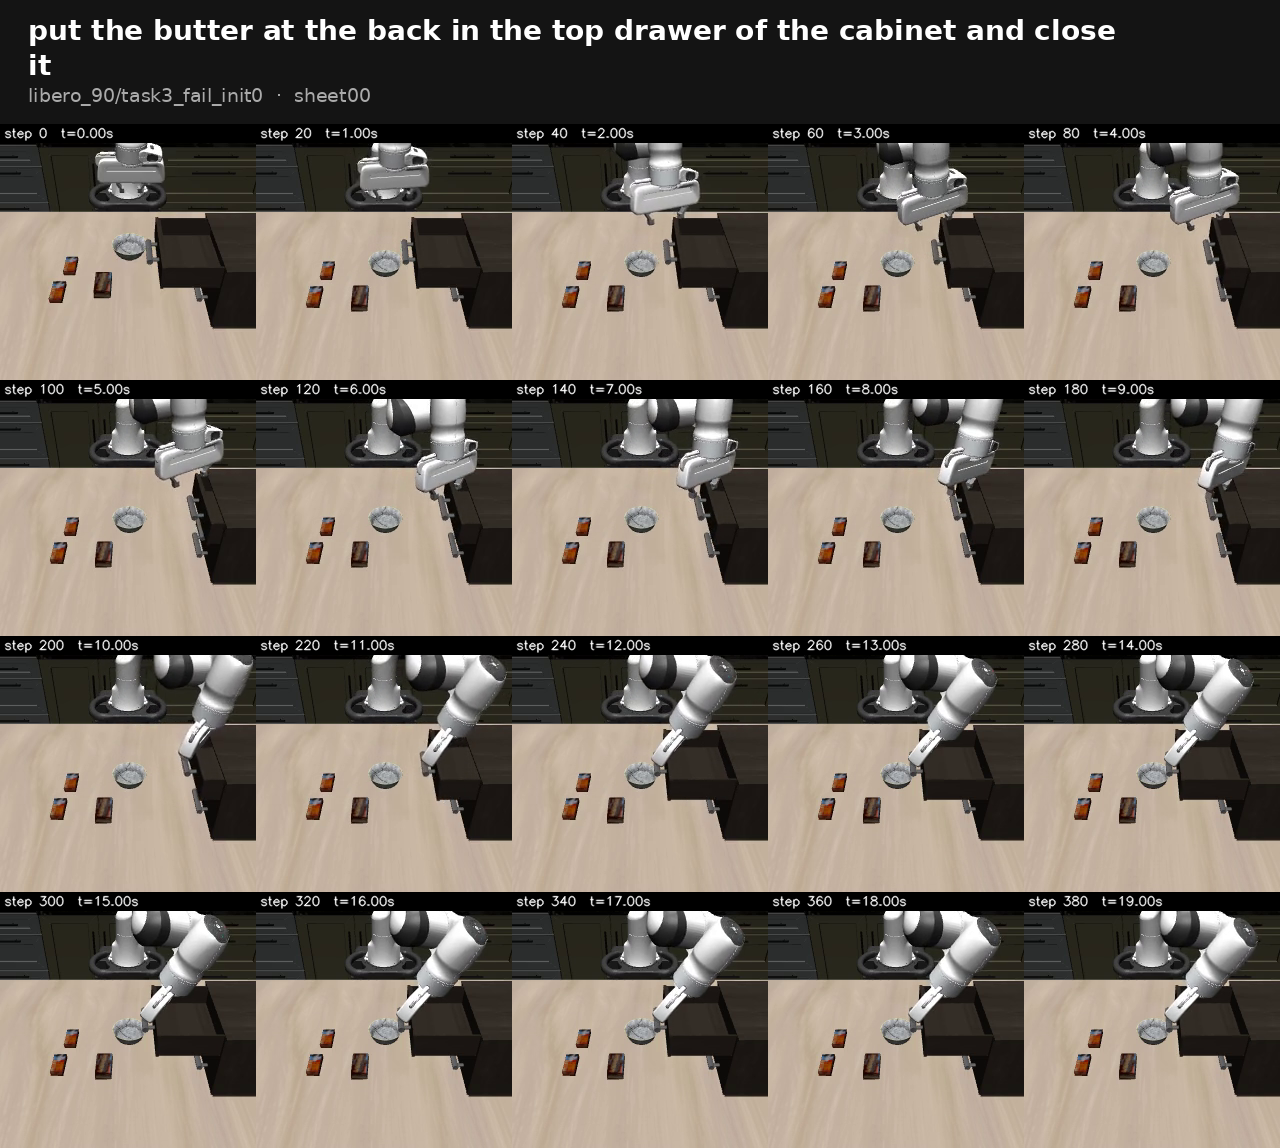 put the butter at the back in the top drawer of the cabinet and close
it
libero_90/task3_fail_init0 · sheet00
step 0 t=0.00s
step 20 t=1.00s
step 40 t=2.00s
step 60 t=3.00s
step 80 t=4.00s
step 100 t=5.00s
step 120 t=6.00s
step 140 t=7.00s
step 160 t=8.00s
step 180 t=9.00s
step 200 t=10.00s
step 220 t=11.00s
step 240 t=12.00s
step 260 t=13.00s
step 280 t=14.00s
step 300 t=15.00s
step 320 t=16.00s
step 340 t=17.00s
step 360 t=18.00s
step 380 t=19.00s